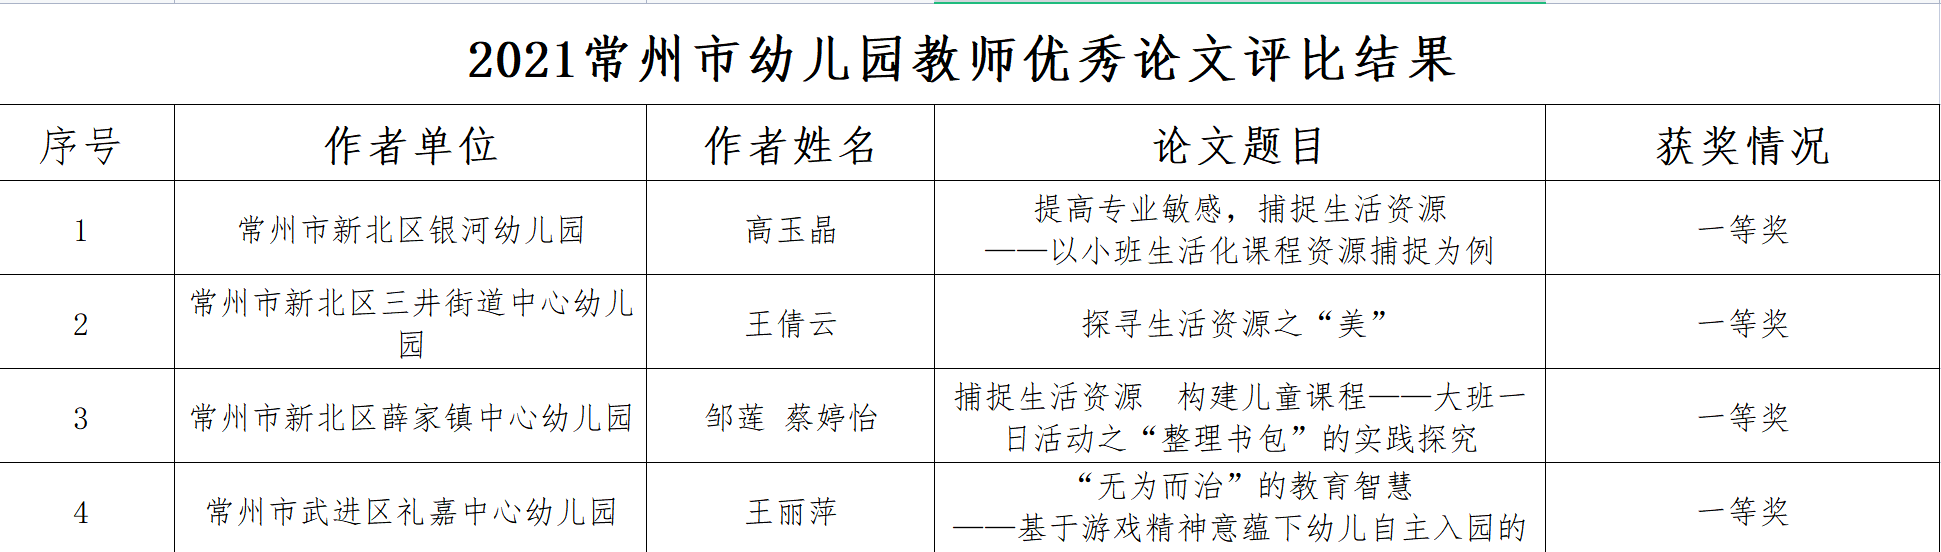 2021常州市幼儿园教师优秀论文评比结果
序号 作者单位 作者姓名 论文题目 获奖情况
1 常州市新北区银河幼儿园 高玉晶 提高专业敏感，捕捉生活资源
——以小班生活化课程资源捕捉为例 一等奖
2 常州市新北区三井街道中心幼儿
园 王倩云 探寻生活资源之“美” 一等奖
3 常州市新北区薛家镇中心幼儿园 邹莲 蔡婷怡 捕捉生活资源　构建儿童课程——大班一
日活动之“整理书包”的实践探究 一等奖
4 常州市武进区礼嘉中心幼儿园 王丽萍 “无为而治”的教育智慧
——基于游戏精神意蕴下幼儿自主入园的 一等奖